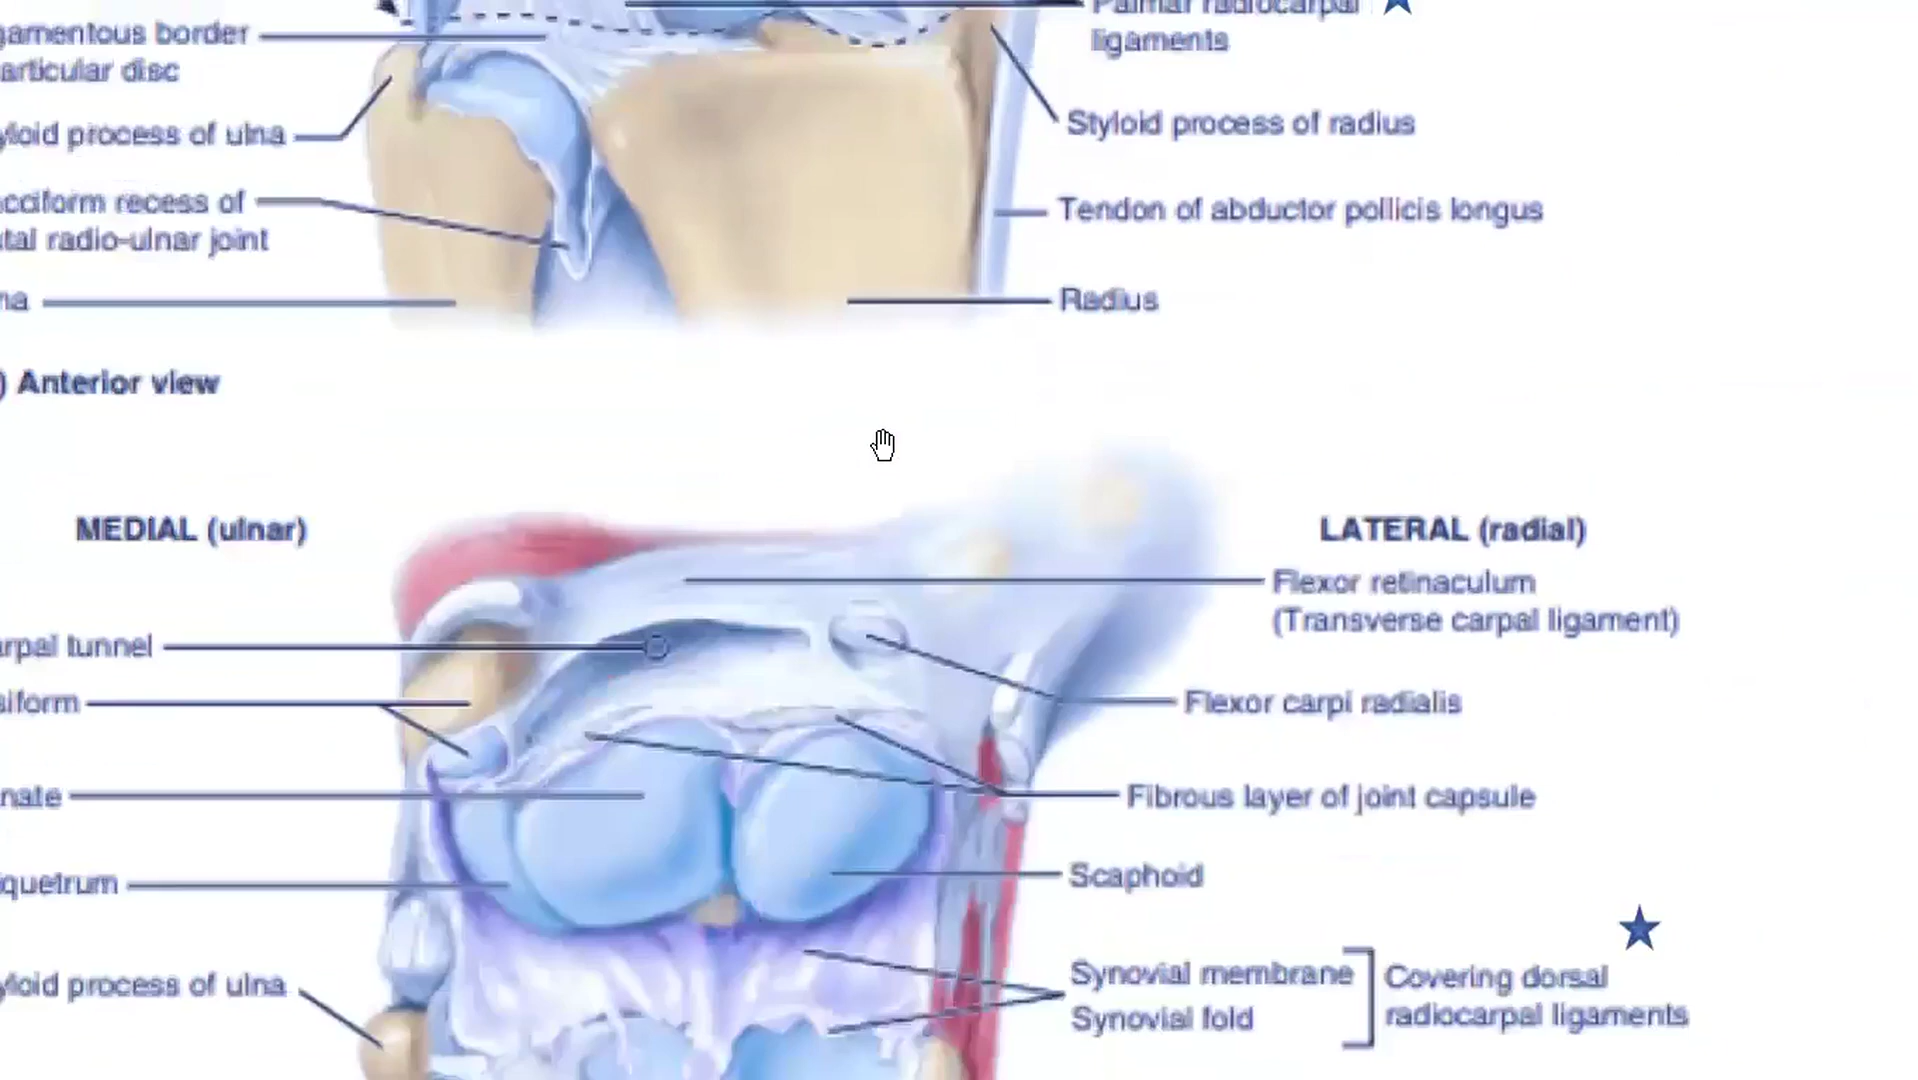 Palmar radiocarpal
ligaments
gamentous border
articular disc
yloid process of ulna
Styloid process of radius
cciform recess of
stal radio-ulnar joint
Tendon of abductor pollicis longus
na
Radius
) Anterior view
MEDIAL (ulnar)
LATERAL (radial)
Flexor retinaculum
(Transverse carpal ligament)
arpal tunnel
siform
Flexor carpi radialis
nate
Fibrous layer of joint capsule
iquetrum
Scaphoid
yloid process of ulna
Synovial membrane
Synovial fold
Covering dorsal
radiocarpal ligaments